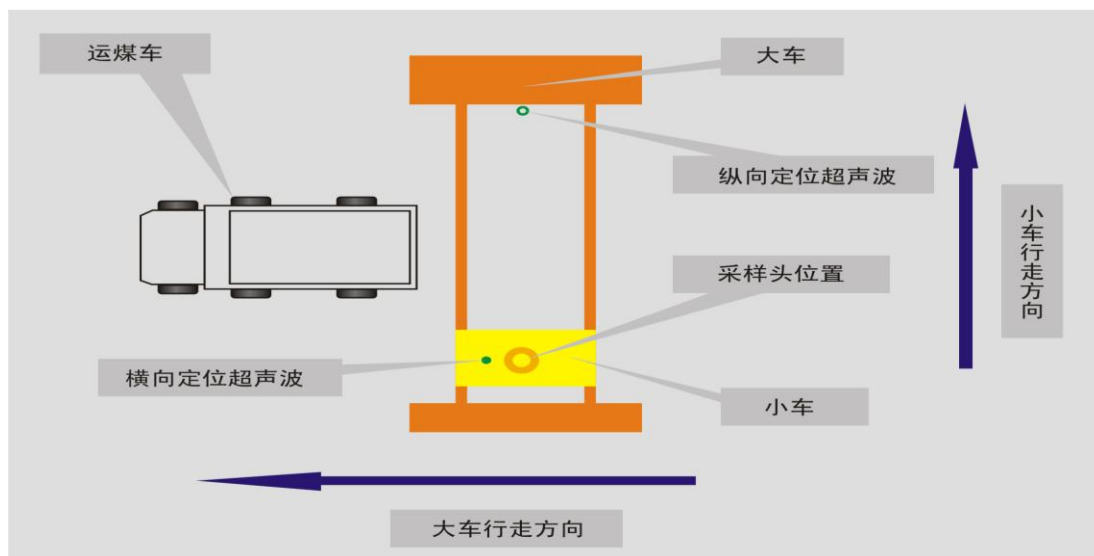 运煤车
大车
纵向定位超声波
小车行走方向
采样头位置
横向定位超声波
小车
大车行走方向